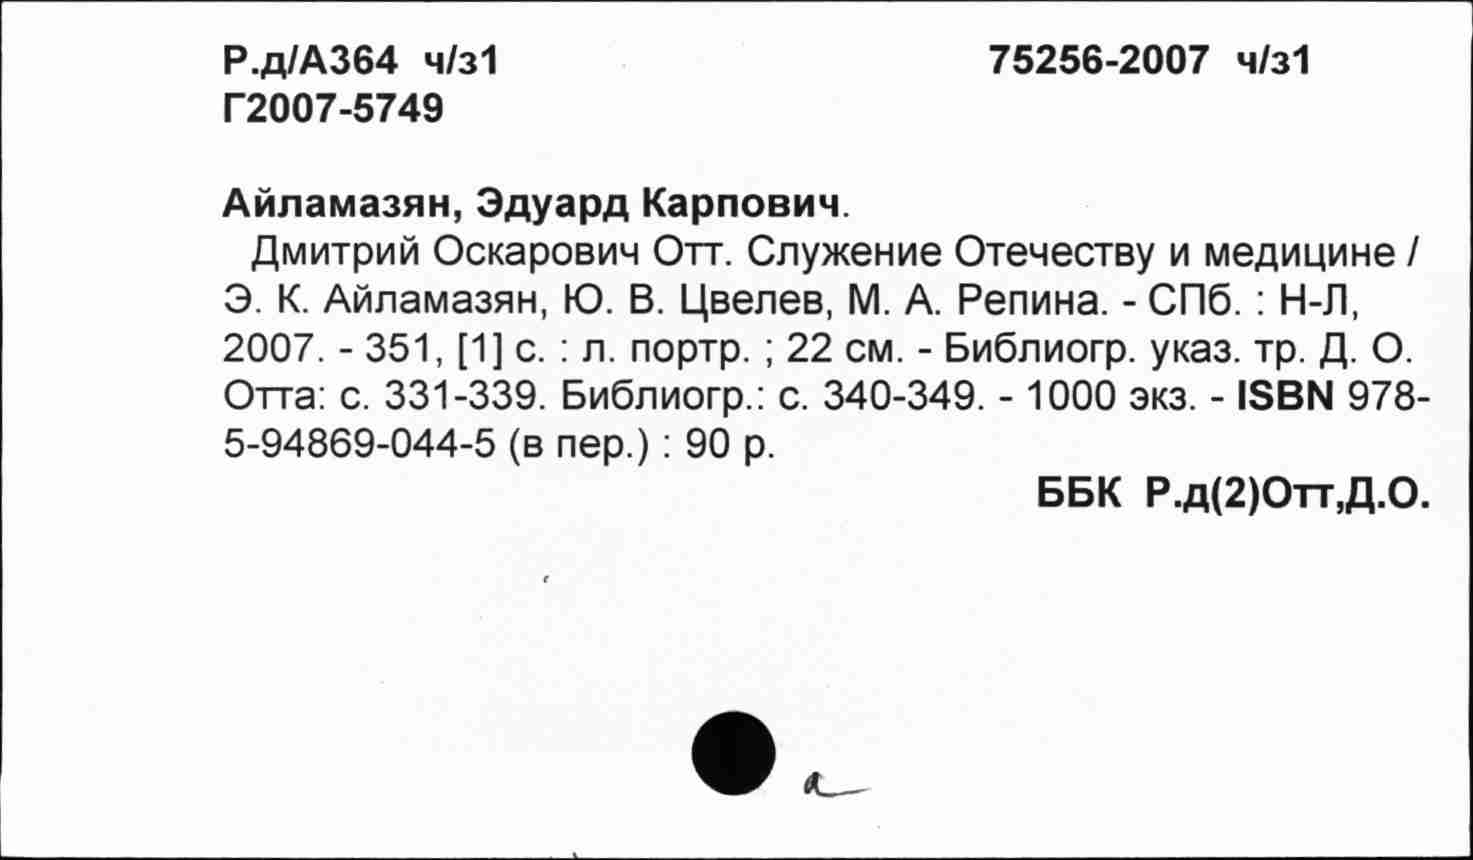 Р.д/А364 ч/з1 75256-2007 ч/з1
Г2007-5749
Айламазян, Эдуард Карпович.
Дмитрий Оскарович Отт. Служение Отечеству и медицине /
Э. К. Айламазян, Ю. В. Цвелев, М. А. Репина. - СПб. : Н-Л,
2007. - 351, [1] с. : л. портр. ; 22 см. - Библиогр. указ. тр. Д. О.
Отта: с. 331-339. Библиогр.: с. 340-349. - 1000 экз. - ISBN 978-
5-94869-044-5 (в пер.) : 90 р.
ББК Р.д(2)Отт,Д.О.
а